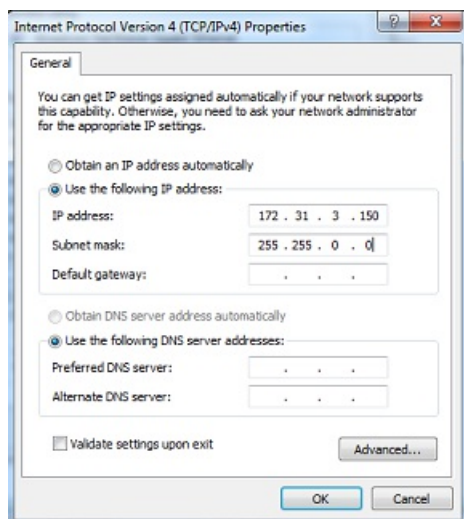 Internet Protocol Version 4 (TCP/IPv4) Properties
General
You can get IP settings assigned automatically if your network supports
this capability. Otherwise, you need to ask your network administrator
for the appropriate IP settings.
Obtain an IP address automatically
Use the following IP address:
IP address: 172 . 31 . 3 . 150
Subnet mask: 255 . 255 . 0 . 0
Default gateway: . . .
Obtain DNS server address automatically
Use the following DNS server addresses:
Preferred DNS server: . . .
Alternate DNS server: . . .
Validate settings upon exit
Advanced...
OK Cancel